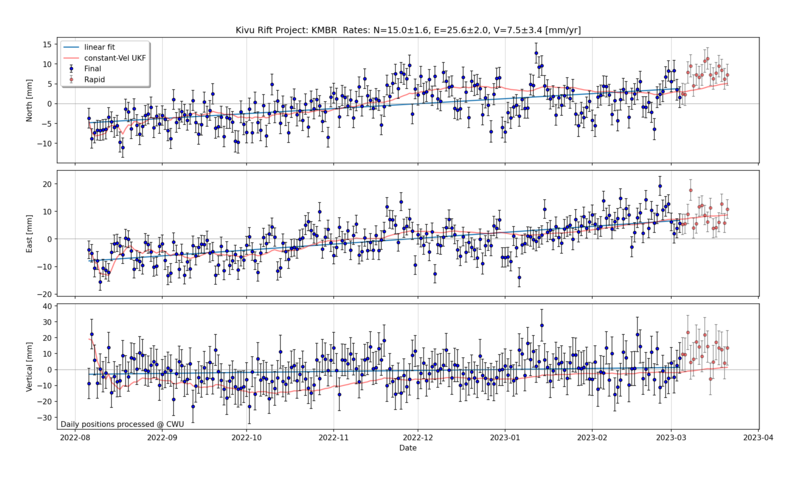 Kivu Rift Project: KMBR Rates: N=15.0±1.6, E=25.6±2.0, V=7.5±3.4 [mm/yr]
linear fit
constant-Vel UKF
Final
Rapid
North [mm]
15
10
5
0
−5
−10
East [mm]
20
10
0
−10
−20
Vertical [mm]
40
30
20
10
0
−10
−20
−30
Daily positions processed @ CWU
2022-08
2022-09
2022-10
2022-11
2022-12
2023-01
2023-02
2023-03
2023-04
Date